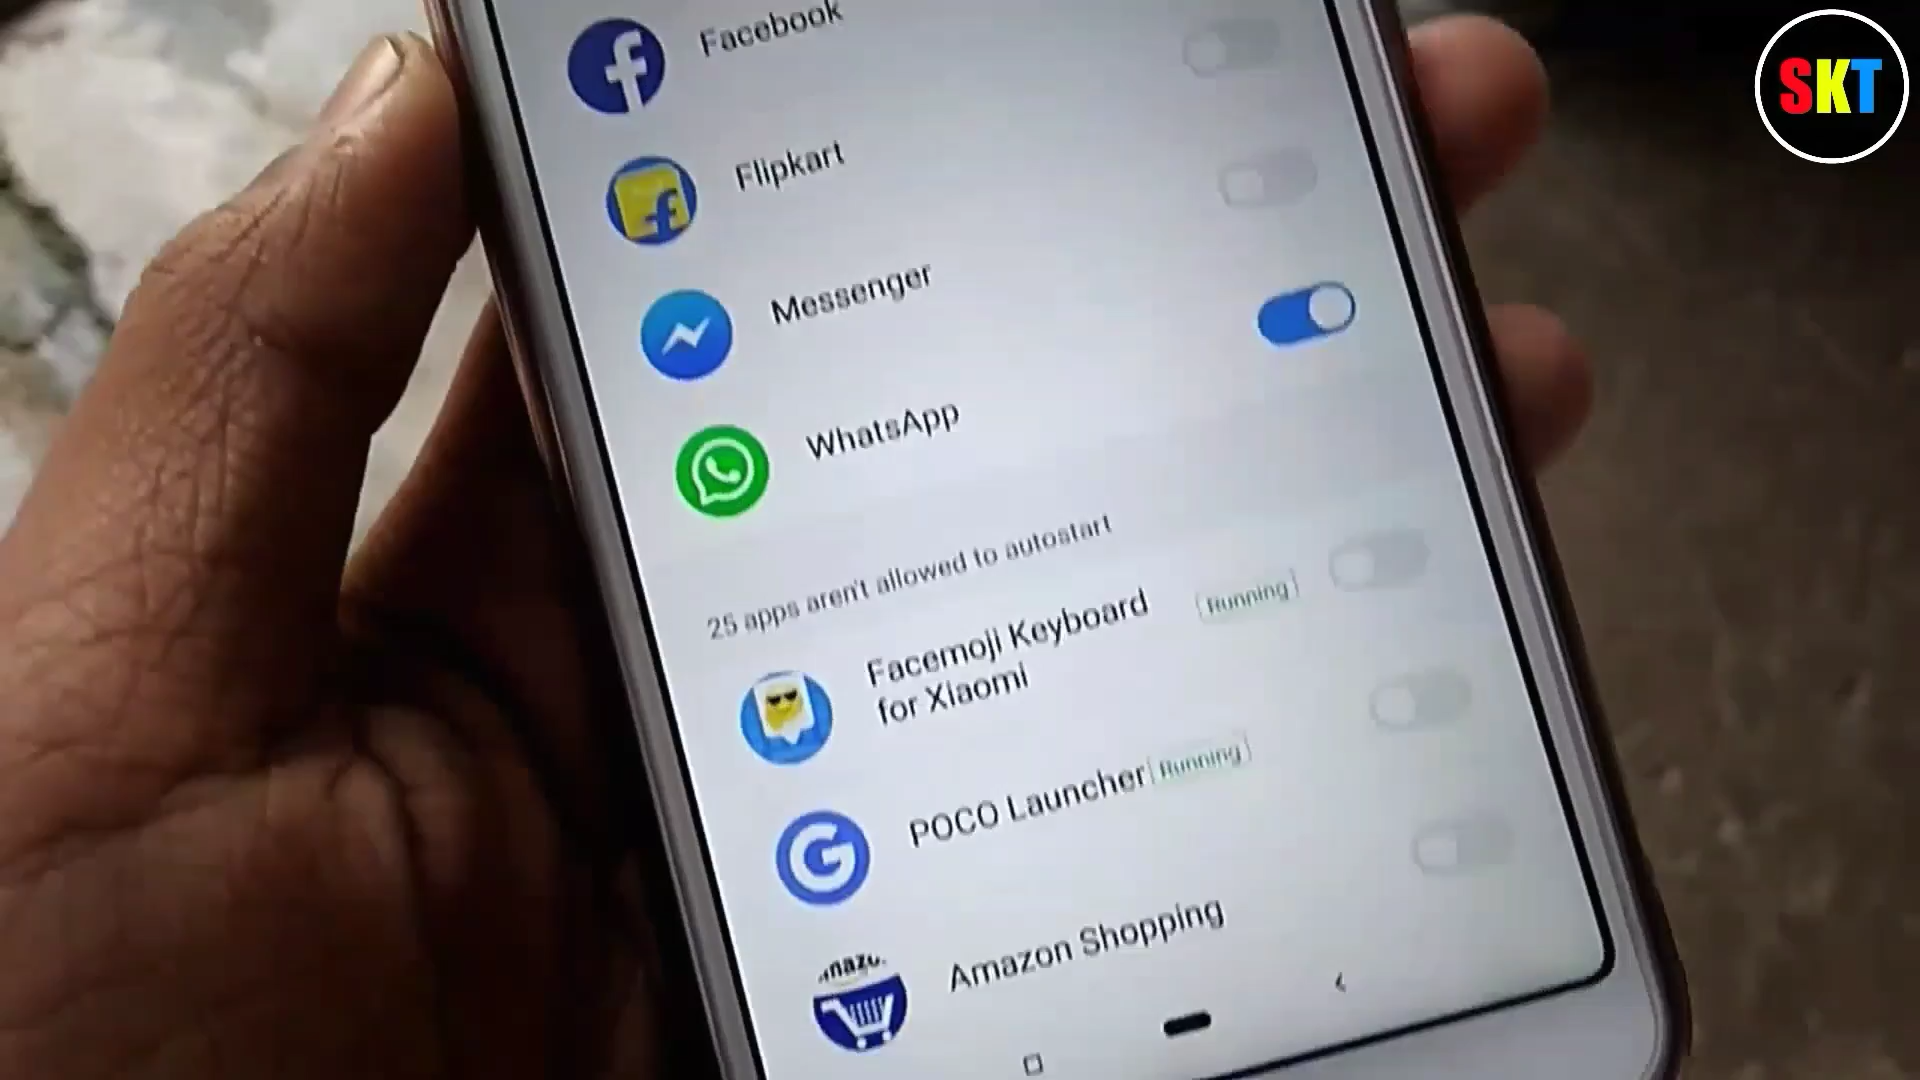 SKT
Facebook
Flipkart
Messenger
WhatsApp
25 apps aren't allowed to autostart
Facemoji Keyboard
for Xiaomi
Running
POCO Launcher
Running
Amazon Shopping